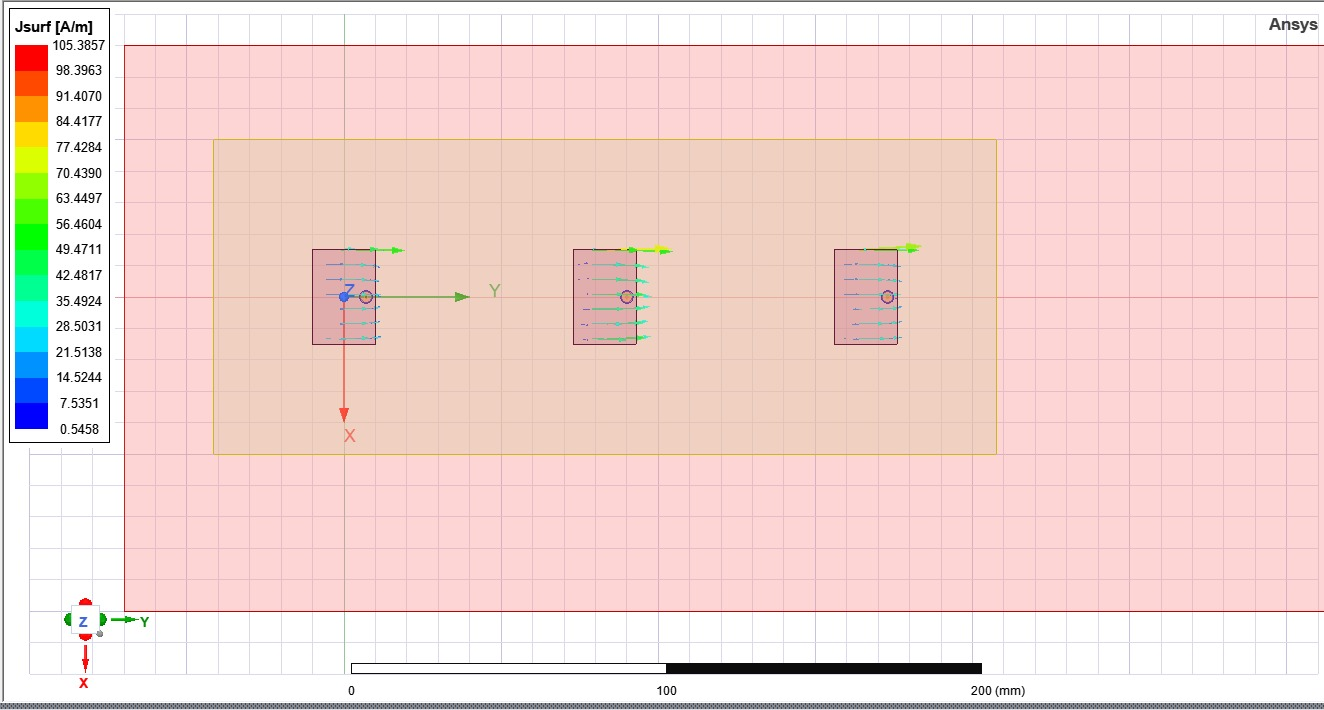 Jsurf [A/m]
105.3857
98.3963
91.4070
84.4177
77.4284
70.4390
63.4497
56.4604
49.4711
42.4817
35.4924
28.5031
21.5138
14.5244
7.5351
0.5458
Ansys
Z
Y
X
Z
Y
X
0 100 200 (mm)